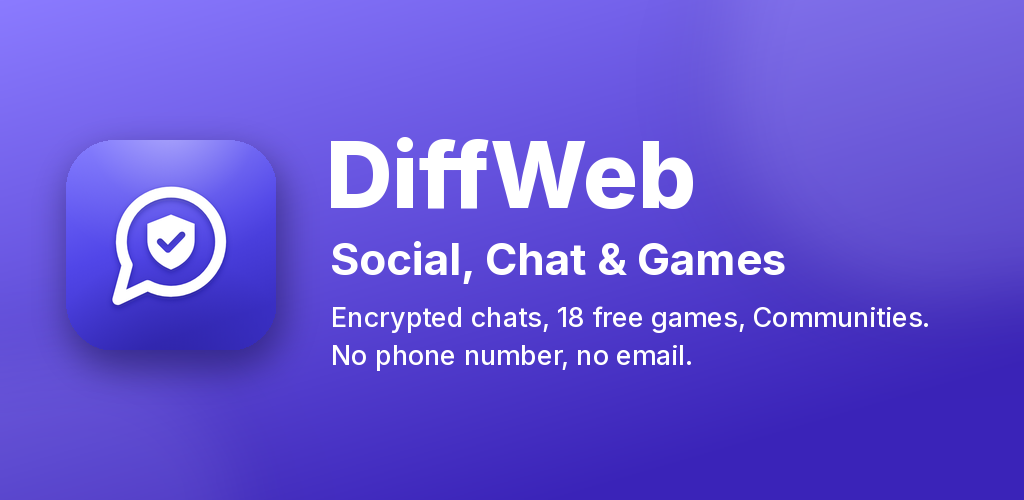 DiffWeb
Social, Chat & Games
Encrypted chats, 18 free games, Communities.
No phone number, no email.